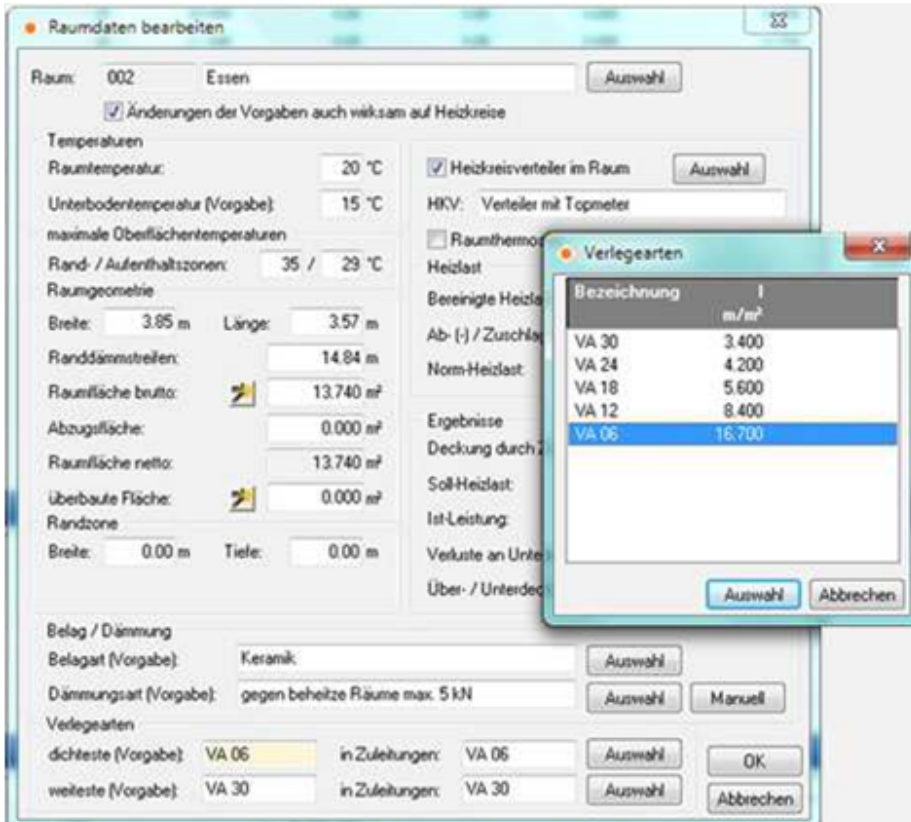 Raumdaten bearbeiten
Raum: 002 Essen Auswahl
Änderungen der Vorgaben auch wirksam auf Heizkreise
Temperaturen
Raumtemperatur: 20 °C
Unterbodentemperatur (Vorgabe): 15 °C
maximale Oberflächentemperaturen
Rand- / Aufenthaltszonen: 35 / 29 °C
Raumgeometrie
Breite: 3.85 m Länge: 3.57 m
Randdämmstreifen: 14.84 m
Raumfläche brutto: 13.740 m²
Abzugsfläche: 0.000 m²
Raumfläche netto: 13.740 m²
überbaute Fläche: 0.000 m²
Randzone
Breite: 0.00 m Tiefe: 0.00 m
Heizkreisverteiler im Raum Auswahl
HKV: Verteiler mit Topmeter
Heizlast
Ab- (-) /
Norm-Heizlast:
Ergebnisse
Deckung durch
Soll-Heizlast:
Ist-Leistung:
Verluste an
Über- /
Verlegearten
Bezeichnung l
m/m²
VA 30 3.400
VA 24 4.200
VA 18 5.600
VA 12 8.400
VA 06 16.700
Auswahl Abbrechen
Belag / Dämmung
Belagart (Vorgabe): Keramik Auswahl
Dämmungsart (Vorgabe): gegen beheitze Räume max. 5 kN Auswahl Manuell
Verlegearten
dichteste (Vorgabe): VA 06 in Zuleitungen: VA 06 Auswahl OK
weiteste (Vorgabe): VA 30 in Zuleitungen: VA 30 Auswahl Abbrechen